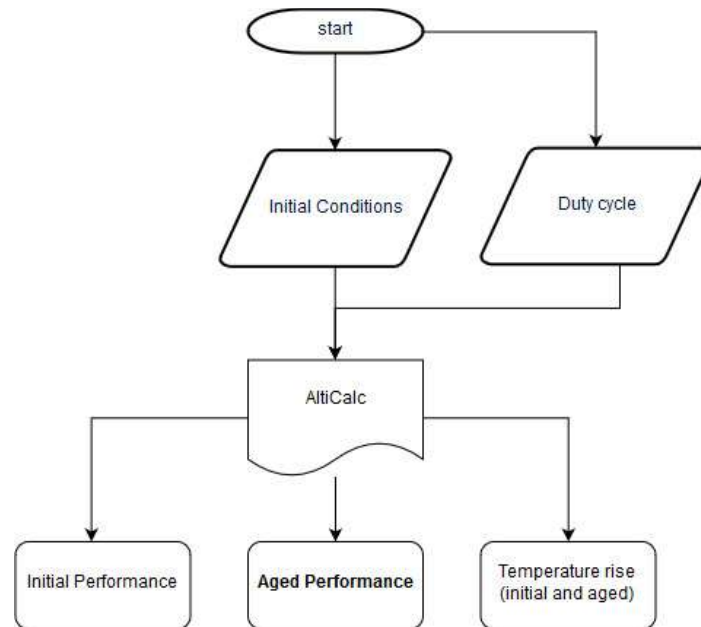 start
Initial Conditions
Duty cycle
AltiCalc
Initial Performance
Aged Performance
Temperature rise
(initial and aged)